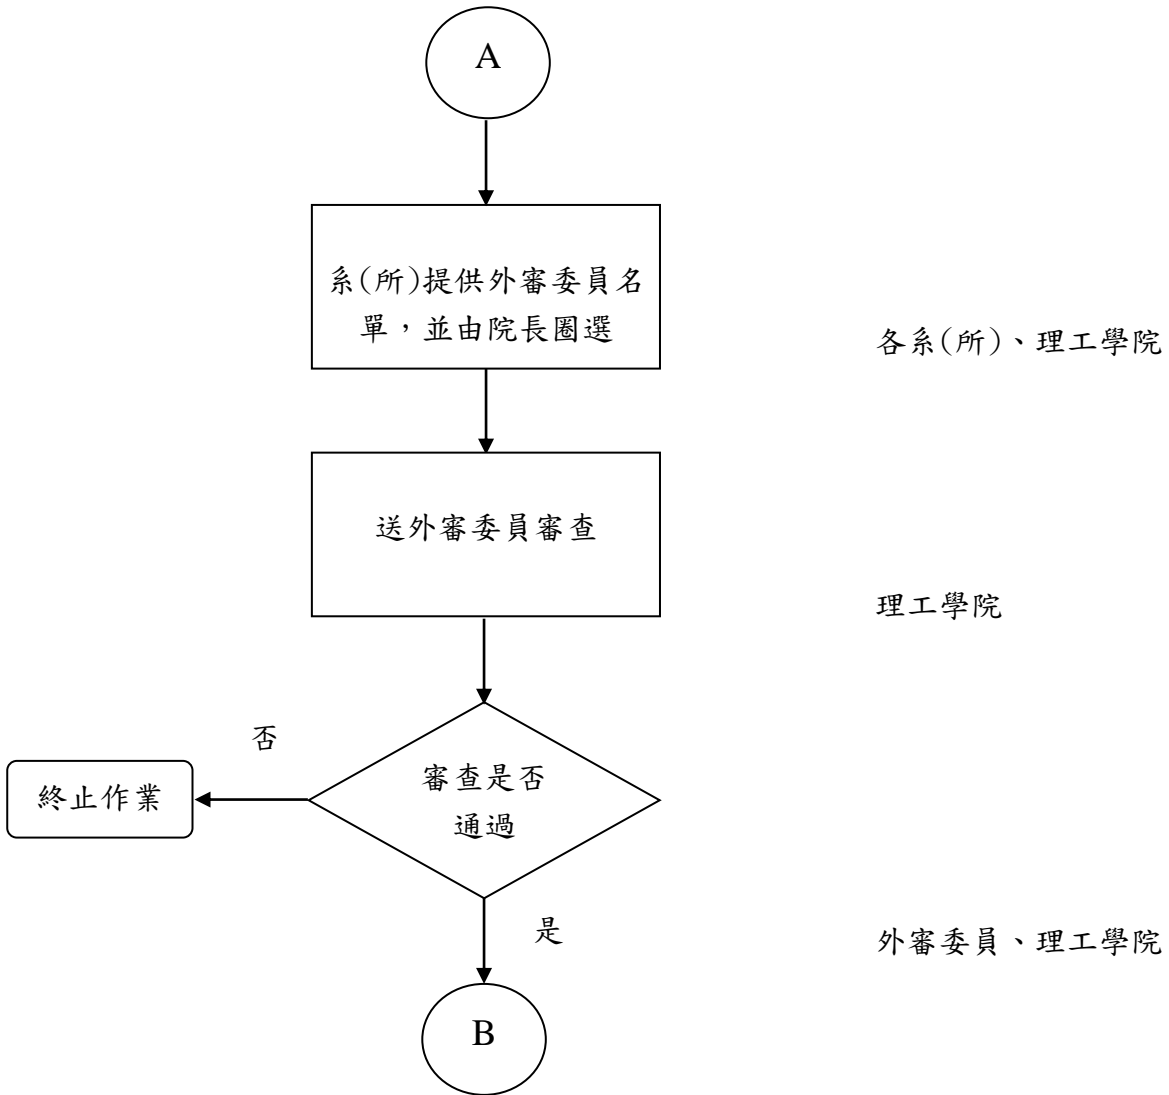 A
系(所)提供外審委員名
單，並由院長圈選
各系(所)、理工學院
送外審委員審查
理工學院
否
審查是否
通過
終止作業
是
外審委員、理工學院
B